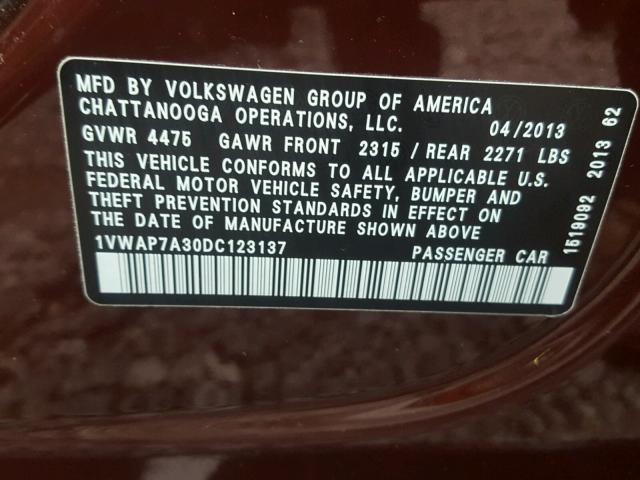 MFD BY VOLKSWAGEN GROUP OF AMERICA
CHATTANOOGA OPERATIONS, LLC. 04/2013
GVWR 4475 GAWR FRONT 2315 / REAR 2271 LBS
THIS VEHICLE CONFORMS TO ALL APPLICABLE U.S.
FEDERAL MOTOR VEHICLE SAFETY, BUMPER AND
THEFT PREVENTION STANDARDS IN EFFECT ON
THE DATE OF MANUFACTURE SHOWN ABOVE
1VWAP7A30DC123137 PASSENGER CAR
1519092 2013 62